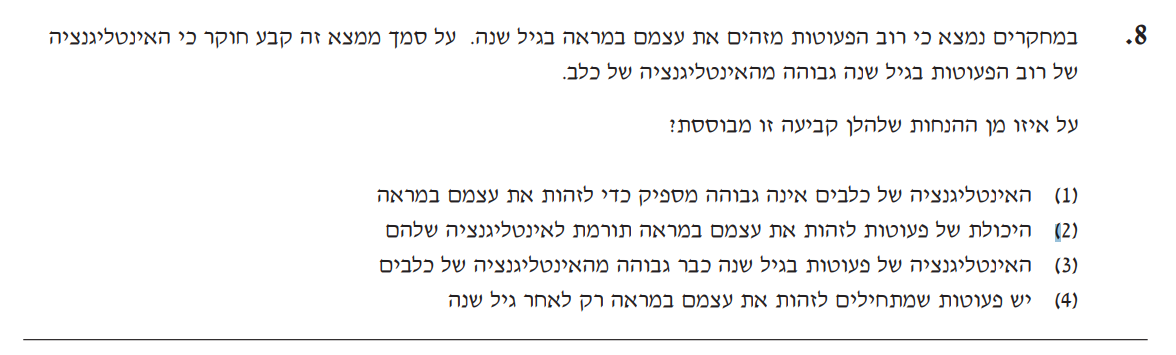 8. במחקרים נמצא כי רוב הפעוטות מזהים את עצמם במראה בגיל שנה. על סמך ממצא זה קבע חוקר כי האינטליגנציה
של רוב הפעוטות בגיל שנה גבוהה מהאינטליגנציה של כלב.
על איזו מן ההנחות שלהלן קביעה זו מבוססת?
(1) האינטליגנציה של כלבים אינה גבוהה מספיק כדי לזהות את עצמם במראה
(2) היכולת של פעוטות לזהות את עצמם במראה תורמת לאינטליגנציה שלהם
(3) האינטליגנציה של פעוטות בגיל שנה כבר גבוהה מהאינטליגנציה של כלבים
(4) יש פעוטות שמתחילים לזהות את עצמם במראה רק לאחר גיל שנה